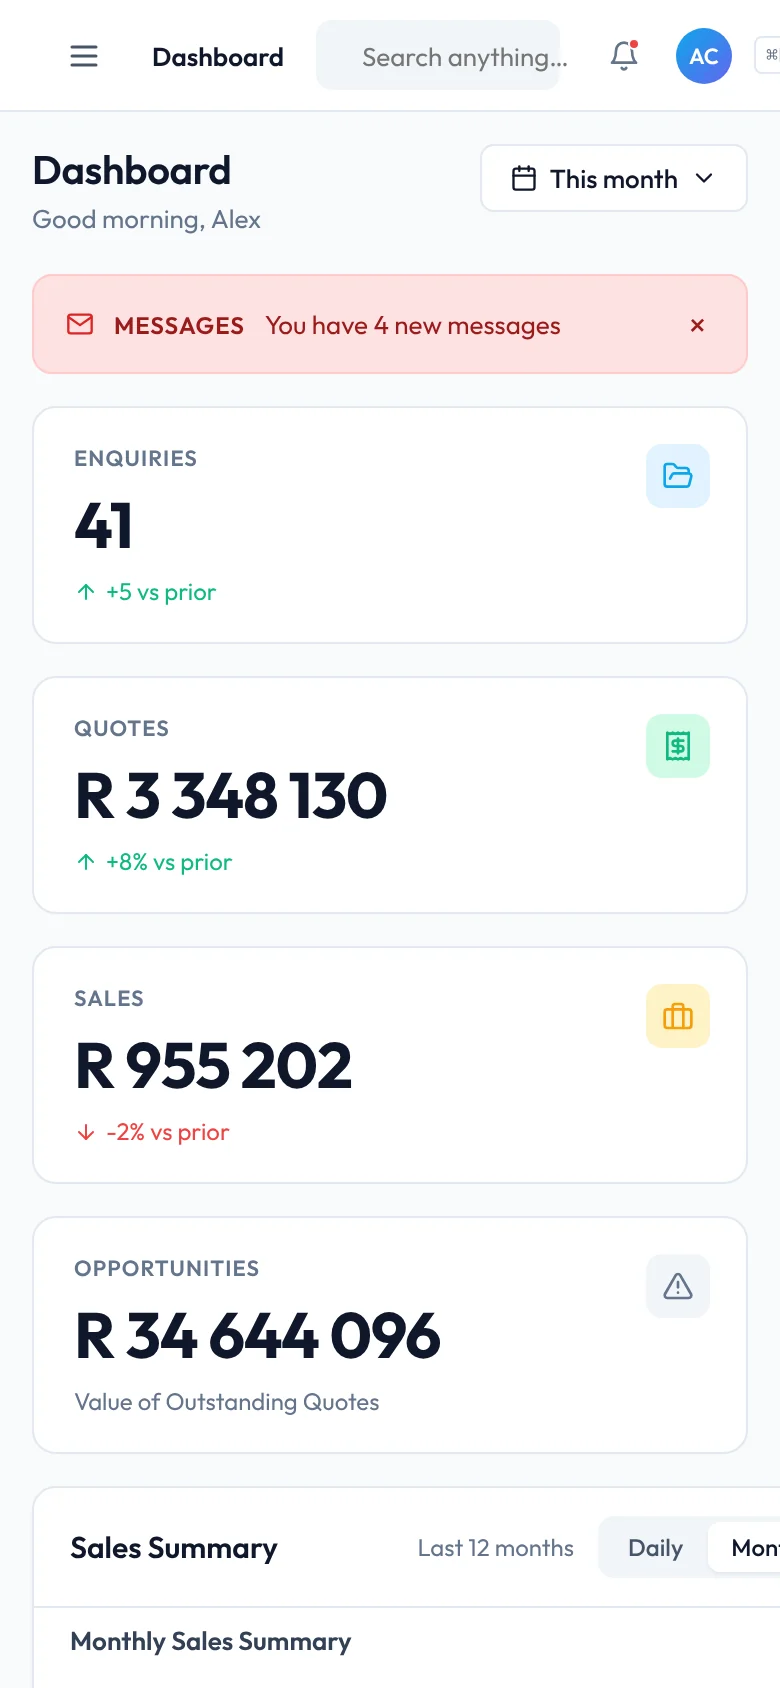 Dashboard
Search anything...
AC
⌘
Dashboard
Good morning, Alex
This month
MESSAGES You have 4 new messages
ENQUIRIES
41
+5 vs prior
QUOTES
R 3 348 130
+8% vs prior
SALES
R 955 202
-2% vs prior
OPPORTUNITIES
R 34 644 096
Value of Outstanding Quotes
Sales Summary
Last 12 months
Daily
Mont
Monthly Sales Summary